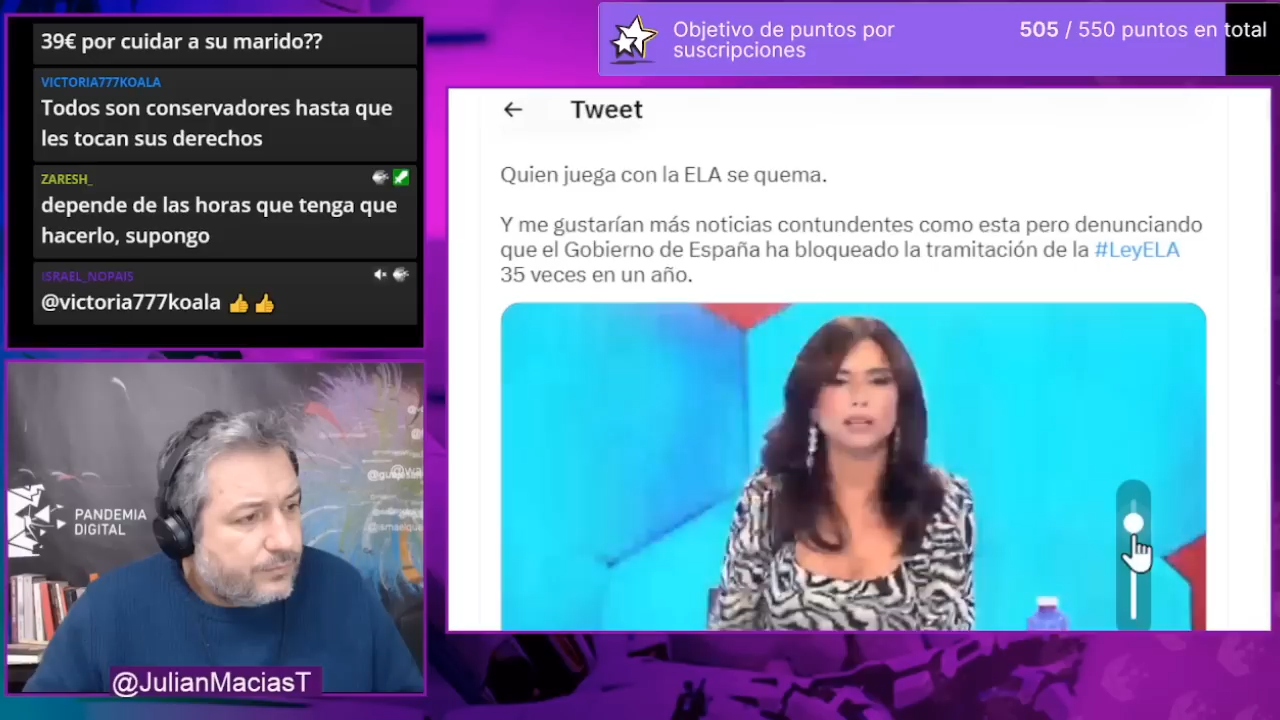 39€ por cuidar a su marido??
VICTORIA777KOALA
Todos son conservadores hasta que
les tocan sus derechos
ZARESH_
depende de las horas que tenga que
hacerlo, supongo
ISRAEL_NOPAIS
@victoria777koala 👍👍
Objetivo de puntos por
suscripciones
505 / 550 puntos en total
← Tweet
Quien juega con la ELA se quema.
Y me gustarían más noticias contundentes como esta pero denunciando
que el Gobierno de España ha bloqueado la tramitación de la #LeyELA
35 veces en un año.
PANDEMIA
DIGITAL
@JulianMaciasT